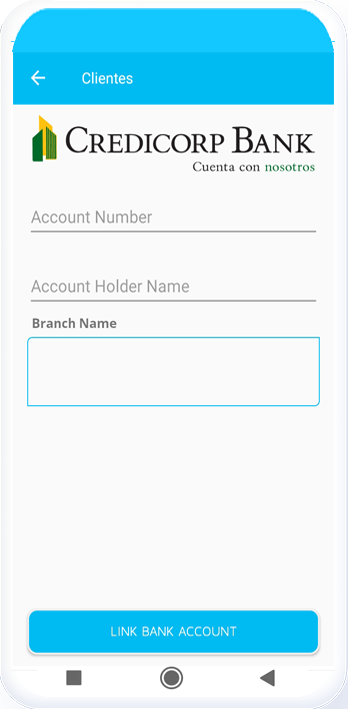 Clientes
CREDICORP BANK
Cuenta con nosotros
Account Number
Account Holder Name
Branch Name
LINK BANK ACCOUNT